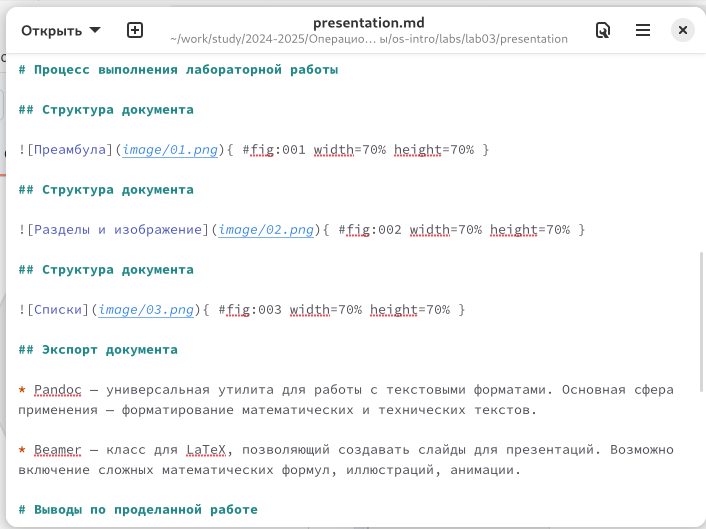 Открыть
presentation.md
~/work/study/2024-2025/Операцио… ы/os-intro/labs/lab03/presentation
# Процесс выполнения лабораторной работы
## Структура документа
![Преамбула](image/01.png){ #fig:001 width=70% height=70% }
## Структура документа
![Разделы и изображение](image/02.png){ #fig:002 width=70% height=70% }
## Структура документа
![Списки](image/03.png){ #fig:003 width=70% height=70% }
## Экспорт документа
* Pandoc — универсальная утилита для работы с текстовыми форматами. Основная сфера
применения — форматирование математических и технических текстов.
* Beamer — класс для LaTeX, позволяющий создавать слайды для презентаций. Возможно
включение сложных математических формул, иллюстраций, анимации.
# Выводы по проделанной работе